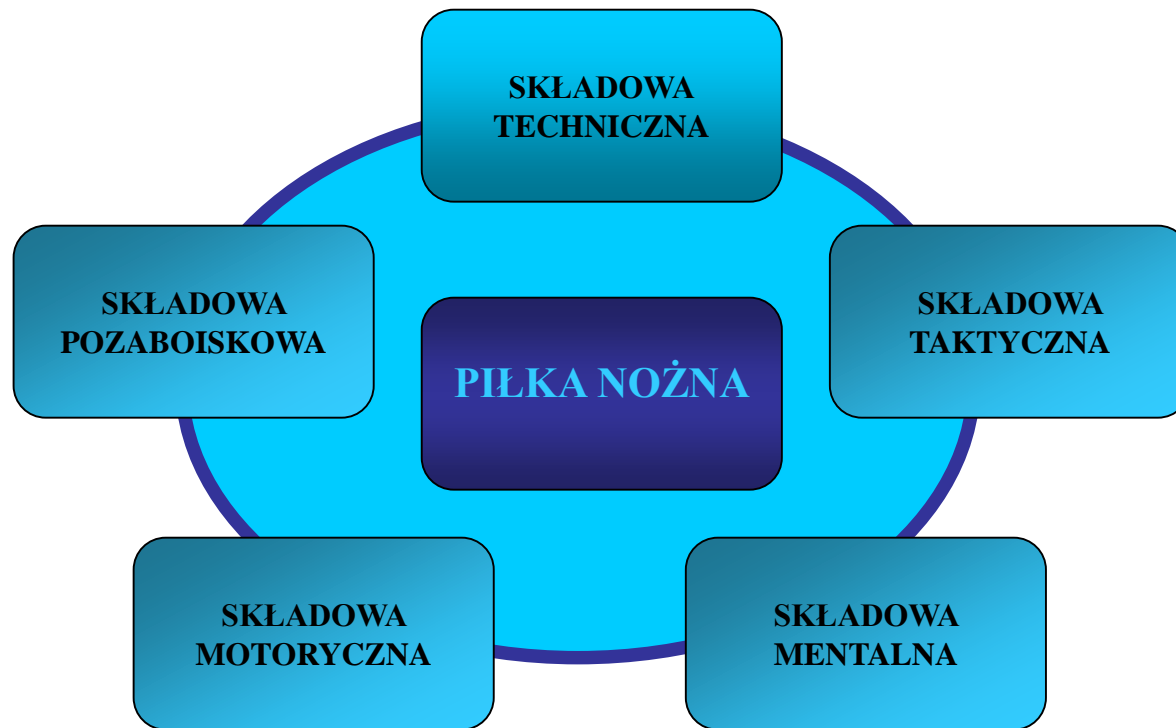 SKŁADOWA
TECHNICZNA
SKŁADOWA
POZABOISKOWA
SKŁADOWA
TAKTYCZNA
PIŁKA NOŻNA
SKŁADOWA
MOTORYCZNA
SKŁADOWA
MENTALNA